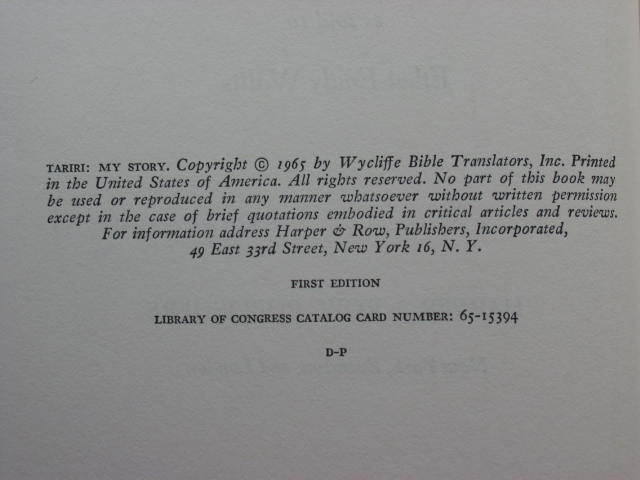 TARIRI: MY STORY. Copyright © 1965 by Wycliffe Bible Translators, Inc. Printed
in the United States of America. All rights reserved. No part of this book may
be used or reproduced in any manner whatsoever without written permission
except in the case of brief quotations embodied in critical articles and reviews.
For information address Harper & Row, Publishers, Incorporated,
49 East 33rd Street, New York 16, N. Y.
FIRST EDITION
LIBRARY OF CONGRESS CATALOG CARD NUMBER: 65-15394
D-P